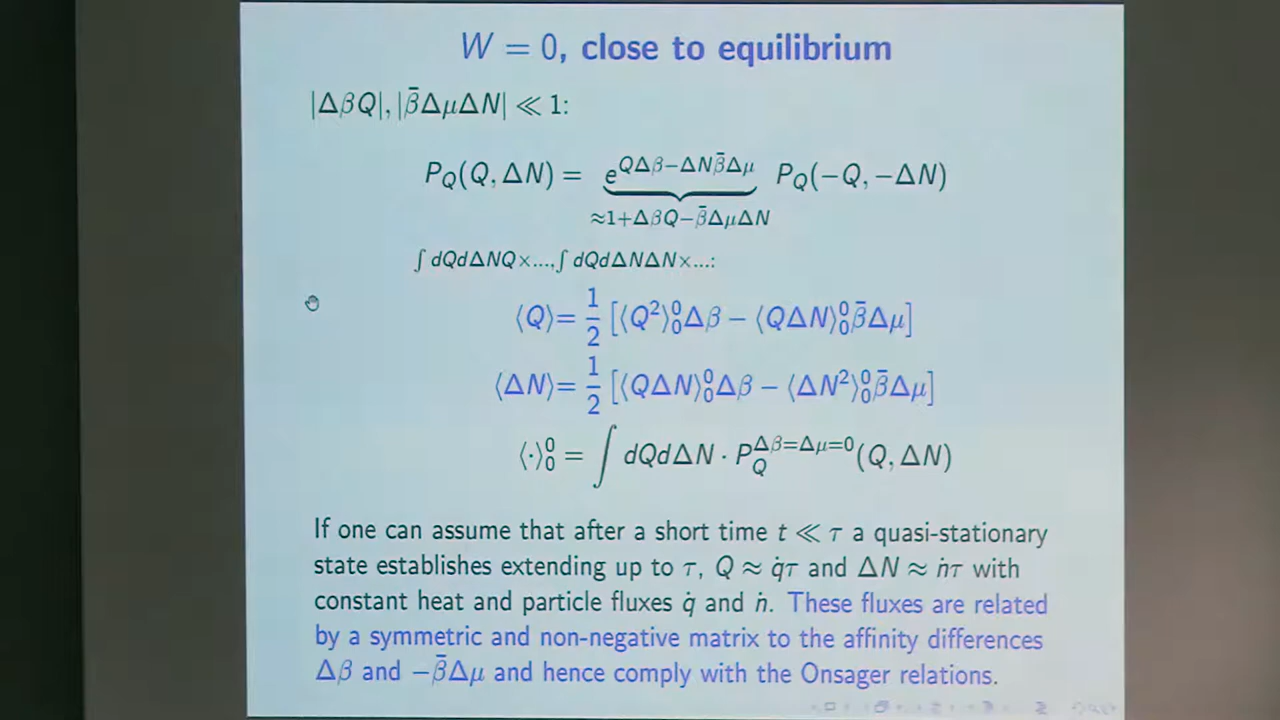 W = 0, close to equilibrium
|ΔβQ|, |β̄ΔμΔN| ≪ 1:
P_Q(Q, ΔN) = e^{QΔβ−ΔNβ̄Δμ} P_Q(−Q, −ΔN)
≈1+ΔβQ−β̄ΔμΔN
∫ dQdΔNQ×...,∫ dQdΔNΔN×...:
⟨Q⟩= 1/2 [⟨Q²⟩⁰₀Δβ − ⟨QΔN⟩⁰₀β̄Δμ]
⟨ΔN⟩= 1/2 [⟨QΔN⟩⁰₀Δβ − ⟨ΔN²⟩⁰₀β̄Δμ]
⟨·⟩⁰₀ = ∫ dQdΔN · P_Q^{Δβ=Δμ=0}(Q, ΔN)
If one can assume that after a short time t ≪ τ a quasi-stationary
state establishes extending up to τ, Q ≈ q̇τ and ΔN ≈ ṅτ with
constant heat and particle fluxes q̇ and ṅ. These fluxes are related
by a symmetric and non-negative matrix to the affinity differences
Δβ and −β̄Δμ and hence comply with the Onsager relations.